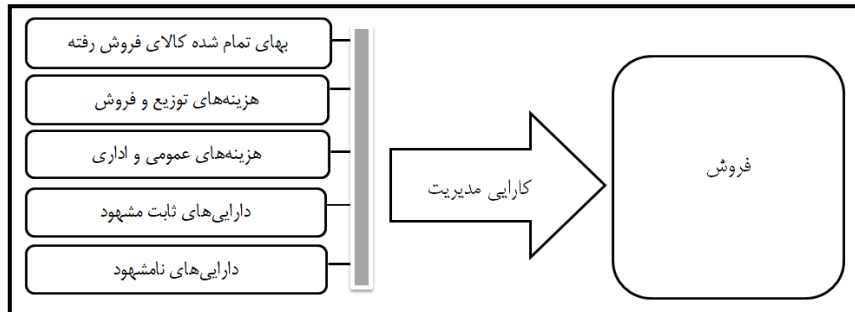 بهای تمام شده کالای فروش رفته
هزینه‌های توزیع و فروش
هزینه‌های عمومی و اداری
دارایی‌های ثابت مشهود
دارایی‌های نامشهود
کارایی مدیریت
فروش